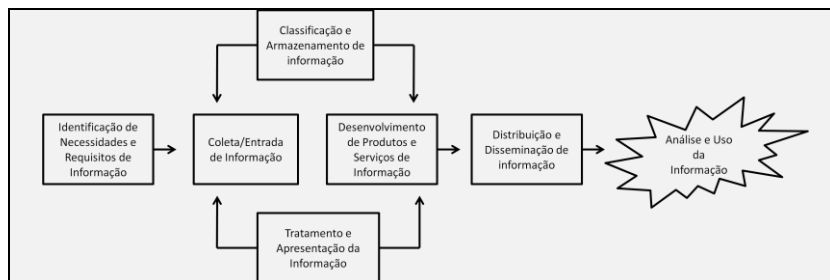 Classificação e
Armazenamento de
informação
Identificação de
Necessidades e
Requisitos de
Informação
Coleta/Entrada
de Informação
Desenvolvimento
de Produtos e
Serviços de
Informação
Distribuição e
Disseminação de
informação
Análise e Uso
da
Informação
Tratamento e
Apresentação da
Informação